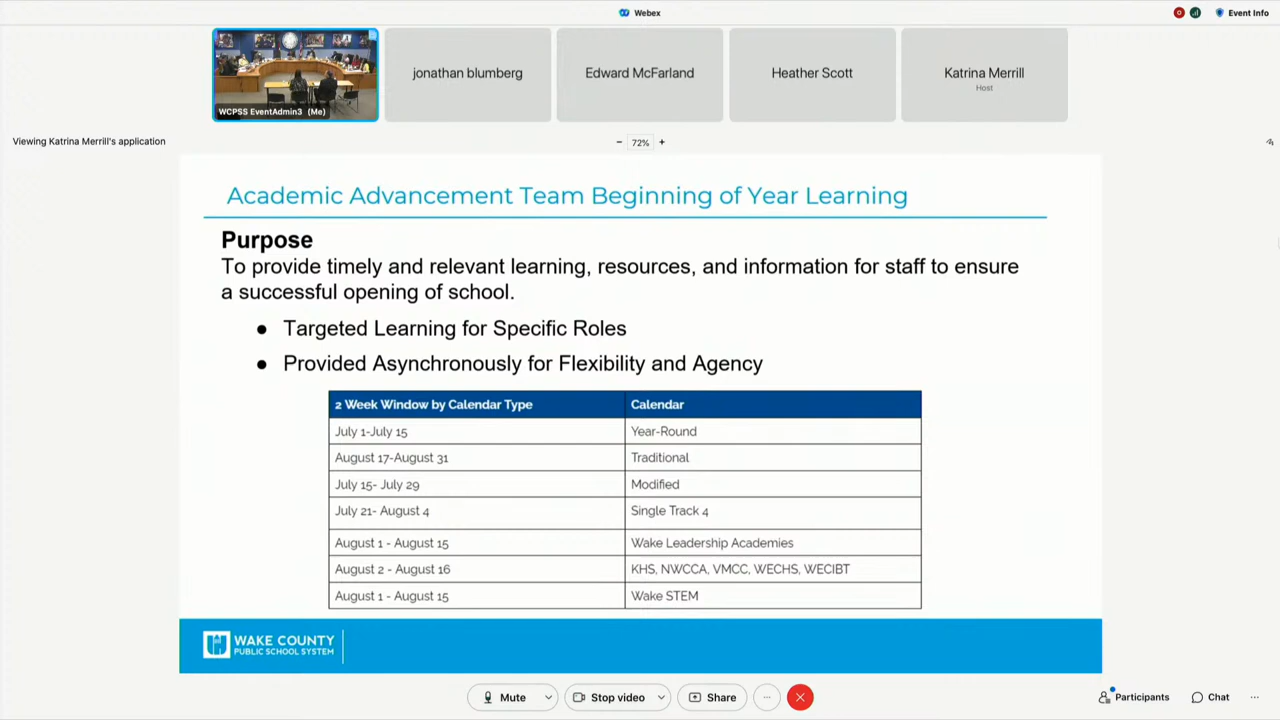 Webex
Event Info
WCPSS EventAdmin3 (Me)
jonathan blumberg
Edward McFarland
Heather Scott
Katrina Merrill
Host
Viewing Katrina Merrill's application
− 72% +
Academic Advancement Team Beginning of Year Learning
Purpose
To provide timely and relevant learning, resources, and information for staff to ensure
a successful opening of school.
● Targeted Learning for Specific Roles
● Provided Asynchronously for Flexibility and Agency
2 Week Window by Calendar Type Calendar
July 1-July 15 Year-Round
August 17-August 31 Traditional
July 15- July 29 Modified
July 21- August 4 Single Track 4
August 1 - August 15 Wake Leadership Academies
August 2 - August 16 KHS, NWCCA, VMCC, WECHS, WECIBT
August 1 - August 15 Wake STEM
WAKE COUNTY
PUBLIC SCHOOL SYSTEM
Mute
Stop video
Share
Participants
Chat